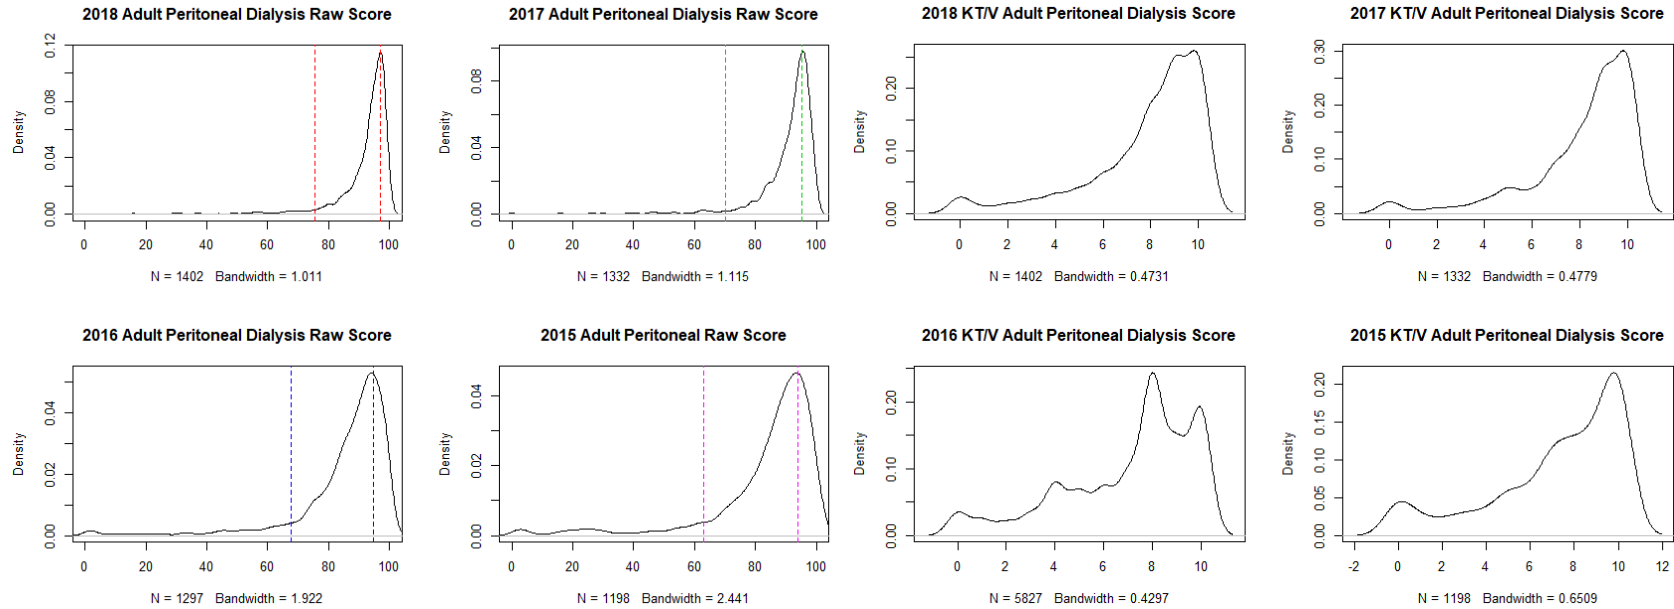 2018 Adult Peritoneal Dialysis Raw Score
Density
0.00 0.04 0.08 0.12
0 20 40 60 80 100
N = 1402 Bandwidth = 1.011
2017 Adult Peritoneal Dialysis Raw Score
Density
0.00 0.04 0.08
0 20 40 60 80 100
N = 1332 Bandwidth = 1.115
2018 KT/V Adult Peritoneal Dialysis Score
Density
0.00 0.10 0.20
0 2 4 6 8 10
N = 1402 Bandwidth = 0.4731
2017 KT/V Adult Peritoneal Dialysis Score
Density
0.00 0.10 0.20 0.30
0 2 4 6 8 10
N = 1332 Bandwidth = 0.4779
2016 Adult Peritoneal Dialysis Raw Score
Density
0.00 0.02 0.04
0 20 40 60 80 100
N = 1297 Bandwidth = 1.922
2015 Adult Peritoneal Raw Score
Density
0.00 0.02 0.04
0 20 40 60 80 100
N = 1198 Bandwidth = 2.441
2016 KT/V Adult Peritoneal Dialysis Score
Density
0.00 0.10 0.20
0 2 4 6 8 10
N = 5827 Bandwidth = 0.4297
2015 KT/V Adult Peritoneal Dialysis Score
Density
0.00 0.05 0.10 0.15 0.20
-2 0 2 4 6 8 10 12
N = 1198 Bandwidth = 0.6509